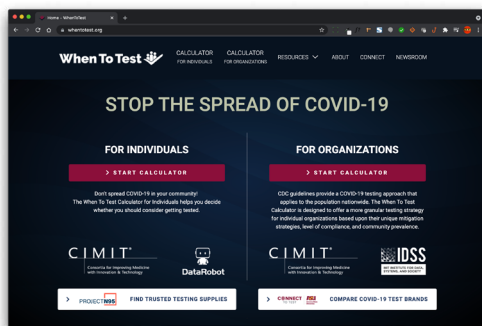 Home - WhenToTest
whentotest.org
When To Test
CALCULATOR
FOR INDIVIDUALS
CALCULATOR
FOR ORGANIZATIONS
RESOURCES
ABOUT
CONNECT
NEWSROOM
STOP THE SPREAD OF COVID-19
FOR INDIVIDUALS
> START CALCULATOR
Don't spread COVID-19 in your community!
The When To Test Calculator for Individuals helps you decide
whether you should consider getting tested.
CIMIT
Consortia for Improving Medicine
with Innovation & Technology
DataRobot
> PROJECT N95 FIND TRUSTED TESTING SUPPLIES
FOR ORGANIZATIONS
> START CALCULATOR
CDC guidelines provide a COVID-19 testing approach that
applies to the population nationwide. The When To Test
Calculator is designed to offer a more granular testing strategy
for individual organizations based upon their unique mitigation
strategies, level of compliance, and community prevalence.
CIMIT
Consortia for Improving Medicine
with Innovation & Technology
IDSS
MIT INSTITUTE FOR DATA,
SYSTEMS, AND SOCIETY
> CONNECT TO TEST COMPARE COVID-19 TEST BRANDS